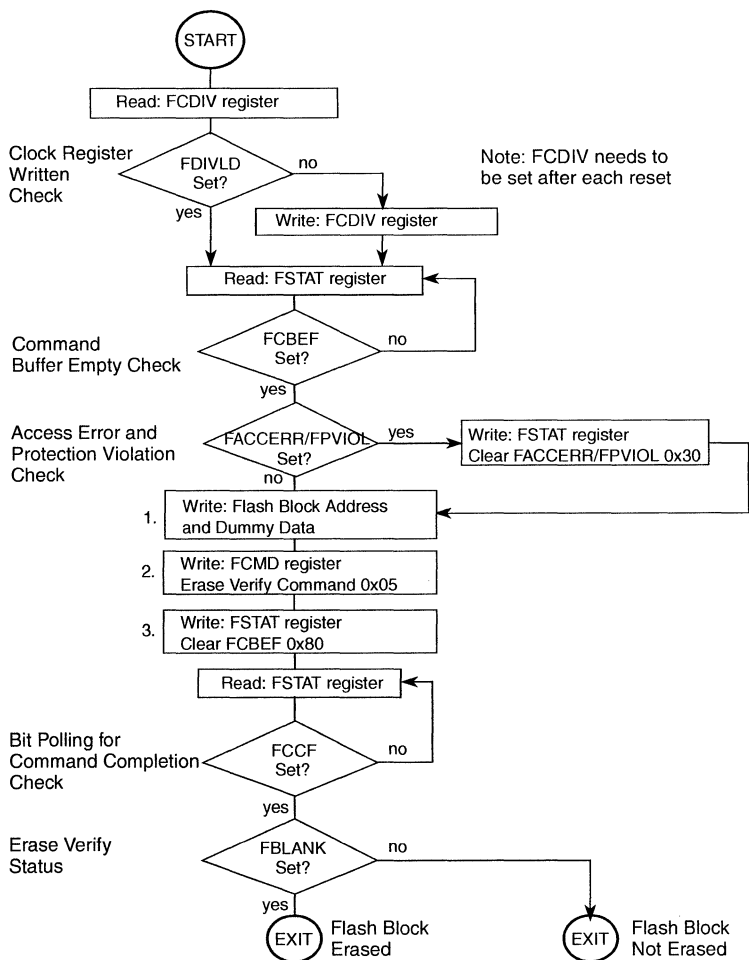 START
Read: FCDIV register
Clock Register
Written
Check
FDIVLD
Set?
no
yes
Note: FCDIV needs to
be set after each reset
Write: FCDIV register
Read: FSTAT register
Command
Buffer Empty Check
FCBEF
Set?
no
yes
Access Error and
Protection Violation
Check
FACCERR/FPVIOL
Set?
yes
no
Write: FSTAT register
Clear FACCERR/FPVIOL 0x30
1.
Write: Flash Block Address
and Dummy Data
2.
Write: FCMD register
Erase Verify Command 0x05
3.
Write: FSTAT register
Clear FCBEF 0x80
Read: FSTAT register
Bit Polling for
Command Completion
Check
FCCF
Set?
no
yes
Erase Verify
Status
FBLANK
Set?
no
yes
EXIT
Flash Block
Erased
EXIT
Flash Block
Not Erased